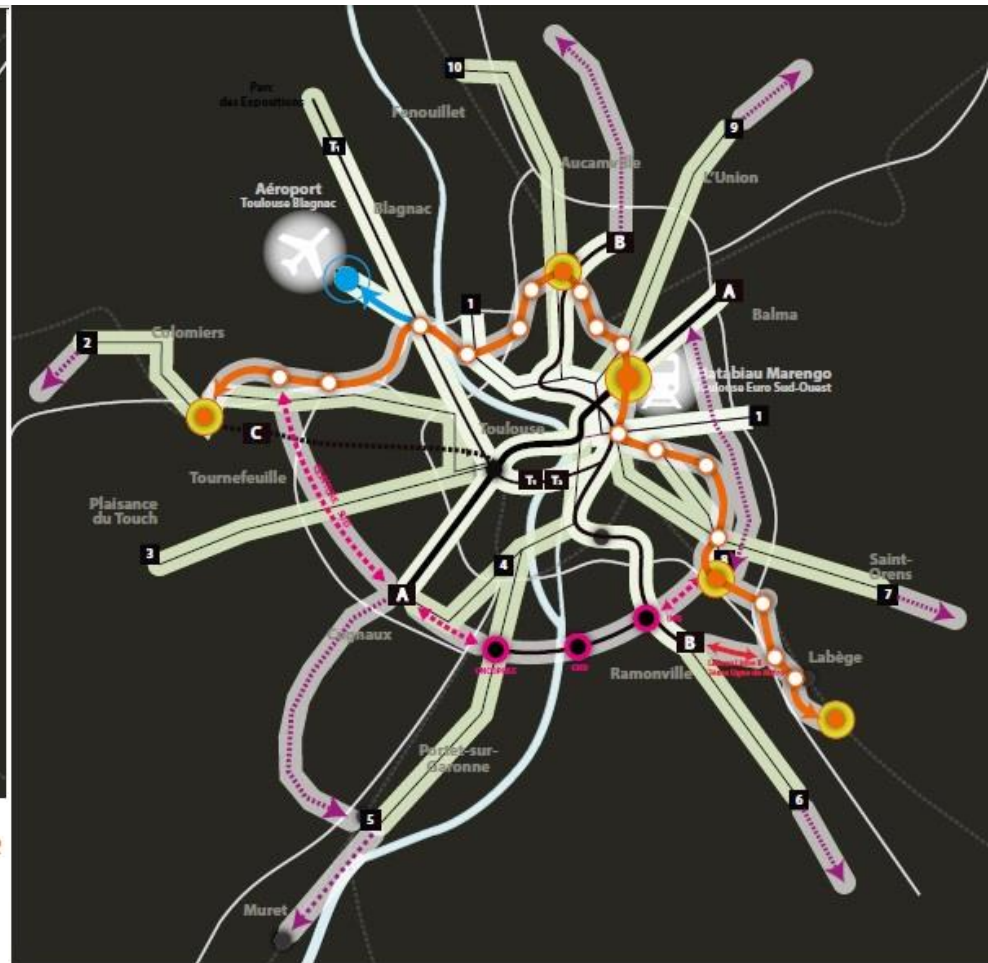 Parc
des Expositions
10
Fenouillet
T1
9
Aucamville
L'Union
Aéroport
Toulouse Blagnac
Blagnac
B
A
1
Balma
2
Colomiers
Matabiau Marengo
Toulouse Euro Sud-Ouest
1
C
Toulouse
Tournefeuille
T1
T2
Plaisance
du Touch
3
4
8
Saint-
Orens
7
A
Cugnaux
B
Ramonville
Labège
Portet-sur-
Garonne
6
5
Muret